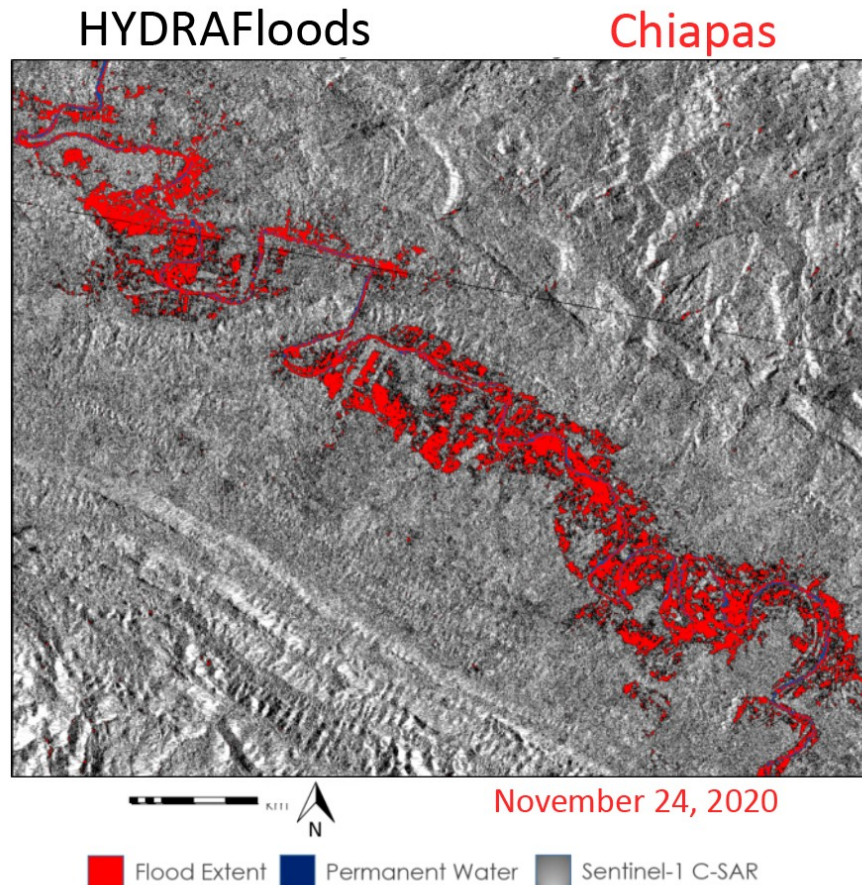 HYDRAFloods
Chiapas
N
November 24, 2020
Flood Extent
Permanent Water
Sentinel-1 C-SAR